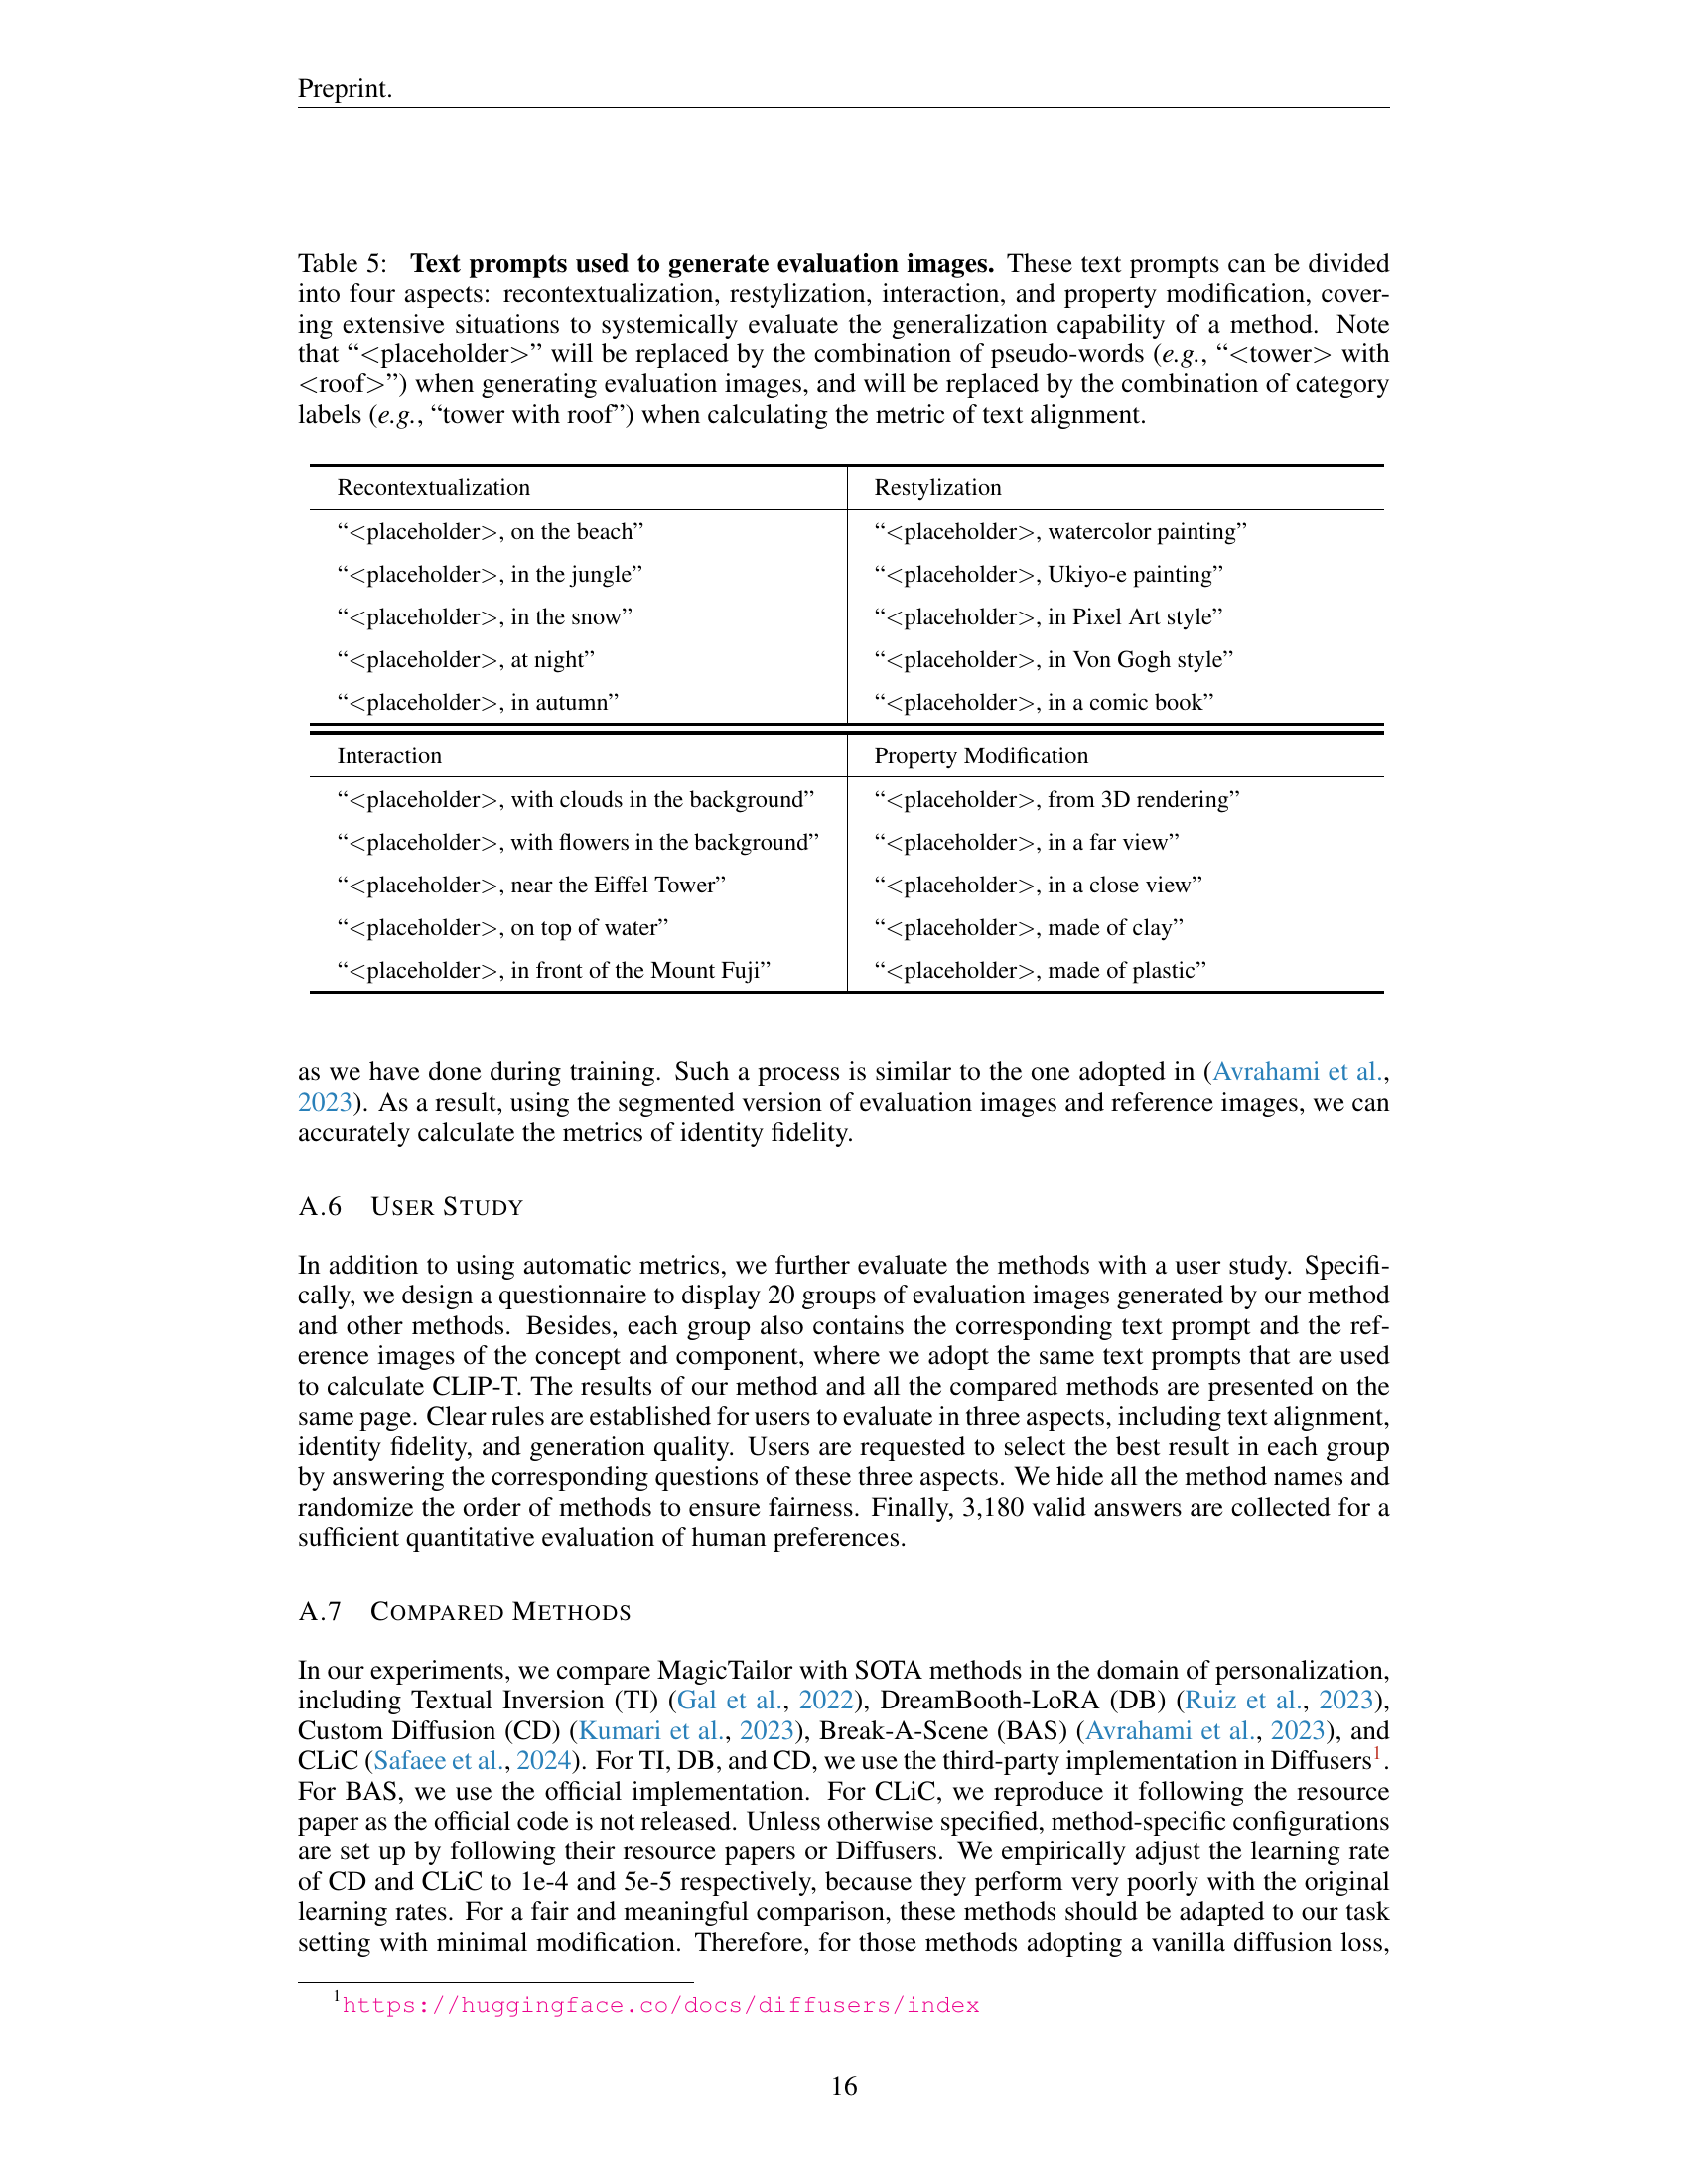 Preprint.
Table 5: Text prompts used to generate evaluation images. These text prompts can be divided
into four aspects: recontextualization, restylization, interaction, and property modification, cover-
ing extensive situations to systemically evaluate the generalization capability of a method. Note
that “<placeholder>” will be replaced by the combination of pseudo-words (e.g., “<tower> with
<roof>”) when generating evaluation images, and will be replaced by the combination of category
labels (e.g., “tower with roof”) when calculating the metric of text alignment.
Recontextualization
“<placeholder>, on the beach”
“<placeholder>, in the jungle”
“<placeholder>, in the snow”
“<placeholder>, at night”
“<placeholder>, in autumn”
Restylization
“<placeholder>, watercolor painting”
“<placeholder>, Ukiyo-e painting”
“<placeholder>, in Pixel Art style”
“<placeholder>, in Von Gogh style”
“<placeholder>, in a comic book”
Interaction
“<placeholder>, with clouds in the background”
“<placeholder>, with flowers in the background”
“<placeholder>, near the Eiffel Tower”
“<placeholder>, on top of water”
“<placeholder>, in front of the Mount Fuji”
Property Modification
“<placeholder>, from 3D rendering”
“<placeholder>, in a far view”
“<placeholder>, in a close view”
“<placeholder>, made of clay”
“<placeholder>, made of plastic”
as we have done during training. Such a process is similar to the one adopted in (Avrahami et al.,
2023). As a result, using the segmented version of evaluation images and reference images, we can
accurately calculate the metrics of identity fidelity.
A.6 USER STUDY
In addition to using automatic metrics, we further evaluate the methods with a user study. Specifi-
cally, we design a questionnaire to display 20 groups of evaluation images generated by our method
and other methods. Besides, each group also contains the corresponding text prompt and the ref-
erence images of the concept and component, where we adopt the same text prompts that are used
to calculate CLIP-T. The results of our method and all the compared methods are presented on the
same page. Clear rules are established for users to evaluate in three aspects, including text alignment,
identity fidelity, and generation quality. Users are requested to select the best result in each group
by answering the corresponding questions of these three aspects. We hide all the method names and
randomize the order of methods to ensure fairness. Finally, 3,180 valid answers are collected for a
sufficient quantitative evaluation of human preferences.
A.7 COMPARED METHODS
In our experiments, we compare MagicTailor with SOTA methods in the domain of personalization,
including Textual Inversion (TI) (Gal et al., 2022), DreamBooth-LoRA (DB) (Ruiz et al., 2023),
Custom Diffusion (CD) (Kumari et al., 2023), Break-A-Scene (BAS) (Avrahami et al., 2023), and
CLiC (Safaee et al., 2024). For TI, DB, and CD, we use the third-party implementation in Diffusers1.
For BAS, we use the official implementation. For CLiC, we reproduce it following the resource
paper as the official code is not released. Unless otherwise specified, method-specific configurations
are set up by following their resource papers or Diffusers. We empirically adjust the learning rate
of CD and CLiC to 1e-4 and 5e-5 respectively, because they perform very poorly with the original
learning rates. For a fair and meaningful comparison, these methods should be adapted to our task
setting with minimal modification. Therefore, for those methods adopting a vanilla diffusion loss,
1https://huggingface.co/docs/diffusers/index
16